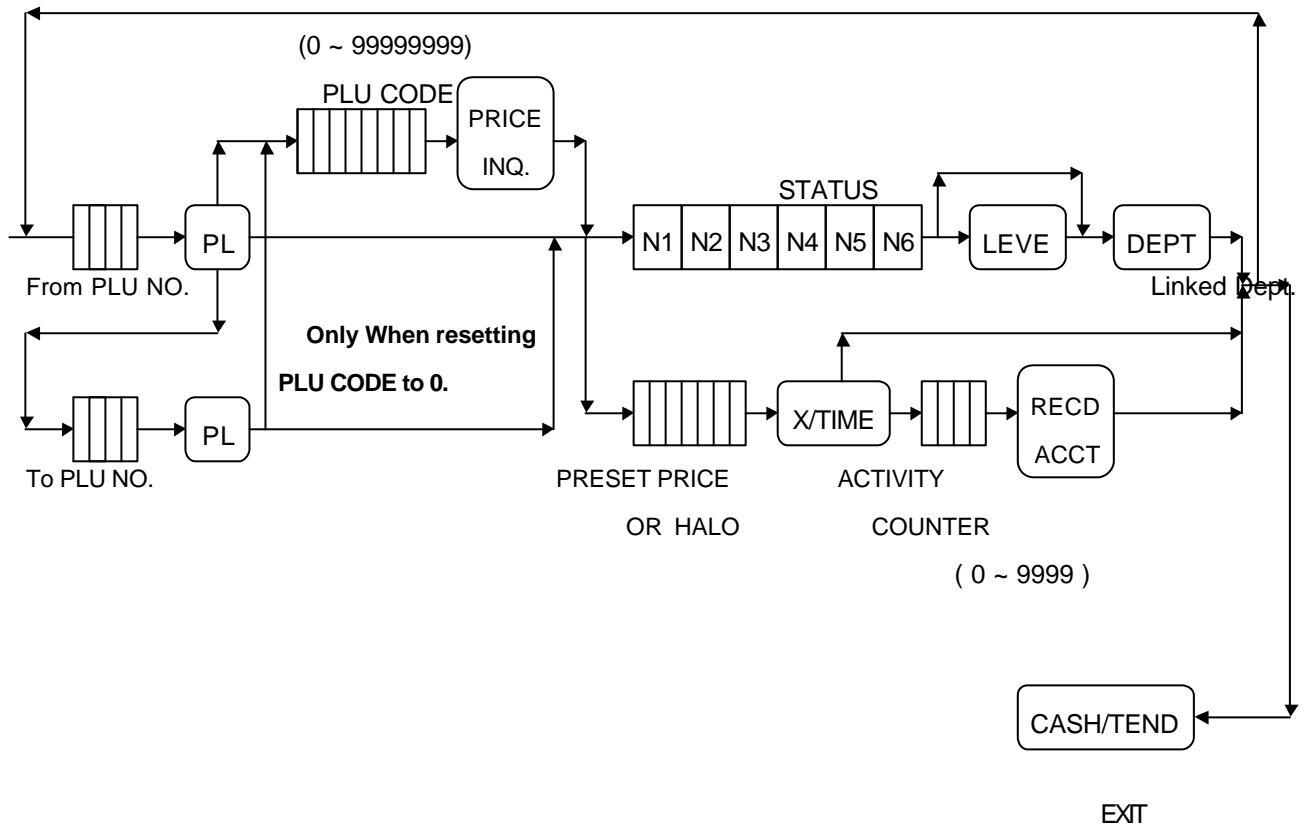 (0 ~ 99999999)
PLU CODE
PRICE
INQ.
STATUS
PL
N1 N2 N3 N4 N5 N6
LEVE
DEPT
From PLU NO.
Linked Dept.
Only When resetting
PLU CODE to 0.
PL
X/TIME
RECD
ACCT
To PLU NO.
PRESET PRICE
OR HALO
ACTIVITY
COUNTER
( 0 ~ 9999 )
CASH/TEND
EXIT